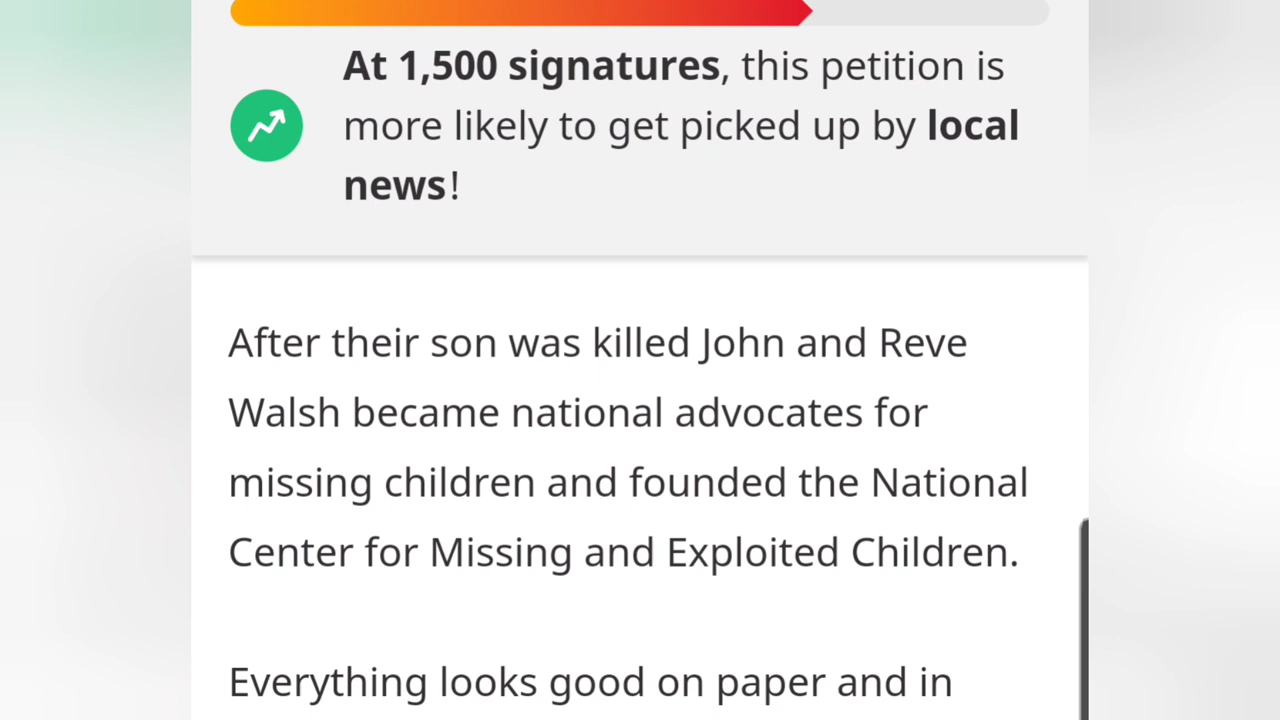 At 1,500 signatures, this petition is
more likely to get picked up by local
news!
After their son was killed John and Reve
Walsh became national advocates for
missing children and founded the National
Center for Missing and Exploited Children.
Everything looks good on paper and in